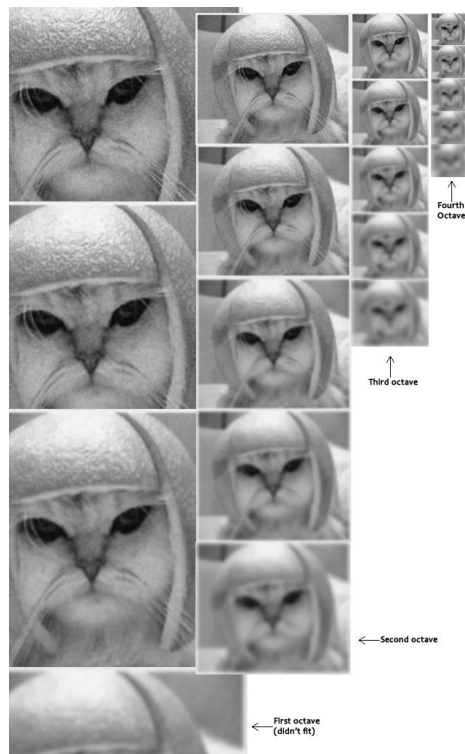 Fourth
Octave
Third octave
Second octave
First octave
(didn't fit)